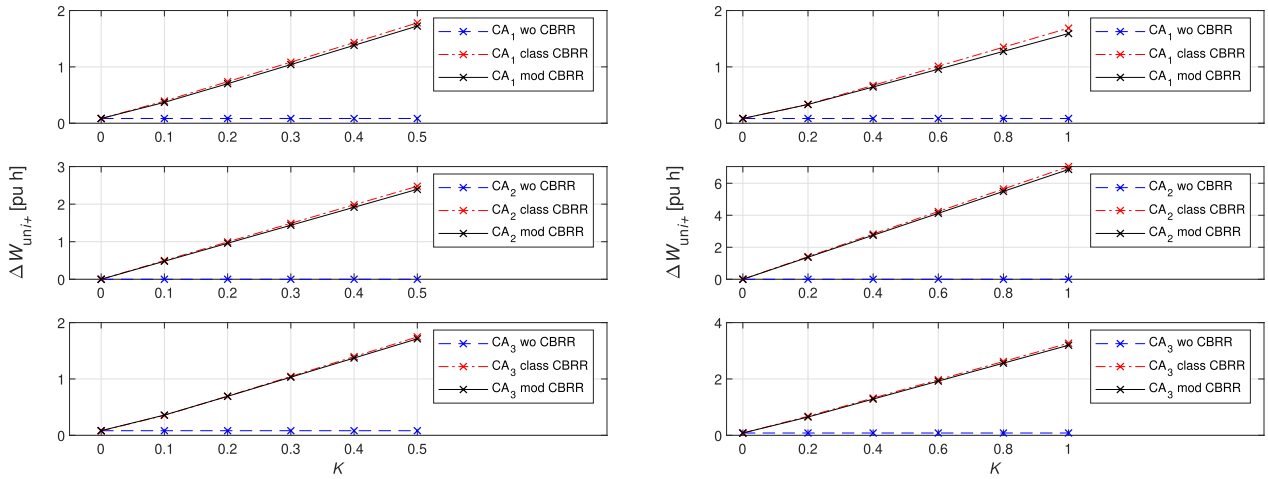 2
1
0
0 0.1 0.2 0.3 0.4 0.5
CA1 wo CBRR
CA1 class CBRR
CA1 mod CBRR
ΔWuni+ [pu h]
3
2
1
0
0 0.1 0.2 0.3 0.4 0.5
CA2 wo CBRR
CA2 class CBRR
CA2 mod CBRR
2
1
0
0 0.1 0.2 0.3 0.4 0.5
K
CA3 wo CBRR
CA3 class CBRR
CA3 mod CBRR
2
1
0
0 0.2 0.4 0.6 0.8 1
CA1 wo CBRR
CA1 class CBRR
CA1 mod CBRR
ΔWuni+ [pu h]
6
4
2
0
0 0.2 0.4 0.6 0.8 1
CA2 wo CBRR
CA2 class CBRR
CA2 mod CBRR
4
2
0
0 0.2 0.4 0.6 0.8 1
K
CA3 wo CBRR
CA3 class CBRR
CA3 mod CBRR